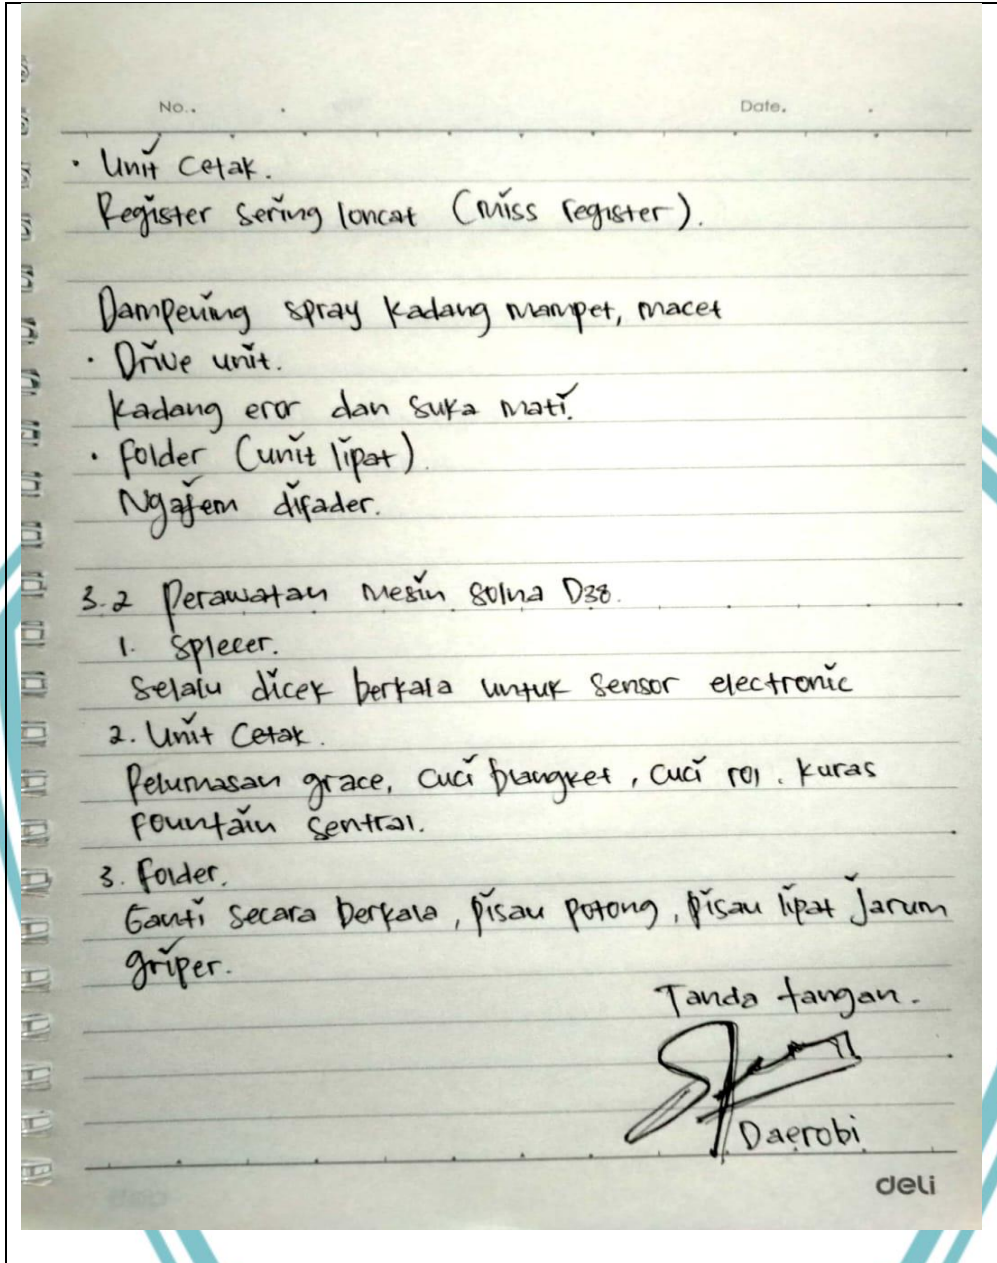 No..
Date.
· Unit Cetak.
Register sering loncat (miss register).
Dampening spray kadang mampet, macet
· Drive unit.
kadang eror dan suka mati.
· folder (unit lipat).
Ngajem difader.
3.2 Perawatan Mesin Solna D38.
1. Splecer.
Selalu dicek berkala untuk Sensor electronic
2. Unit Cetak.
Pelumasan grace, cuci blangket, cuci rol. kuras
fountain sentral.
3. Folder.
Ganti secara berkala, pisau potong, pisau lipat Jarum
griper.
Tanda tangan.
Daerobi
deli